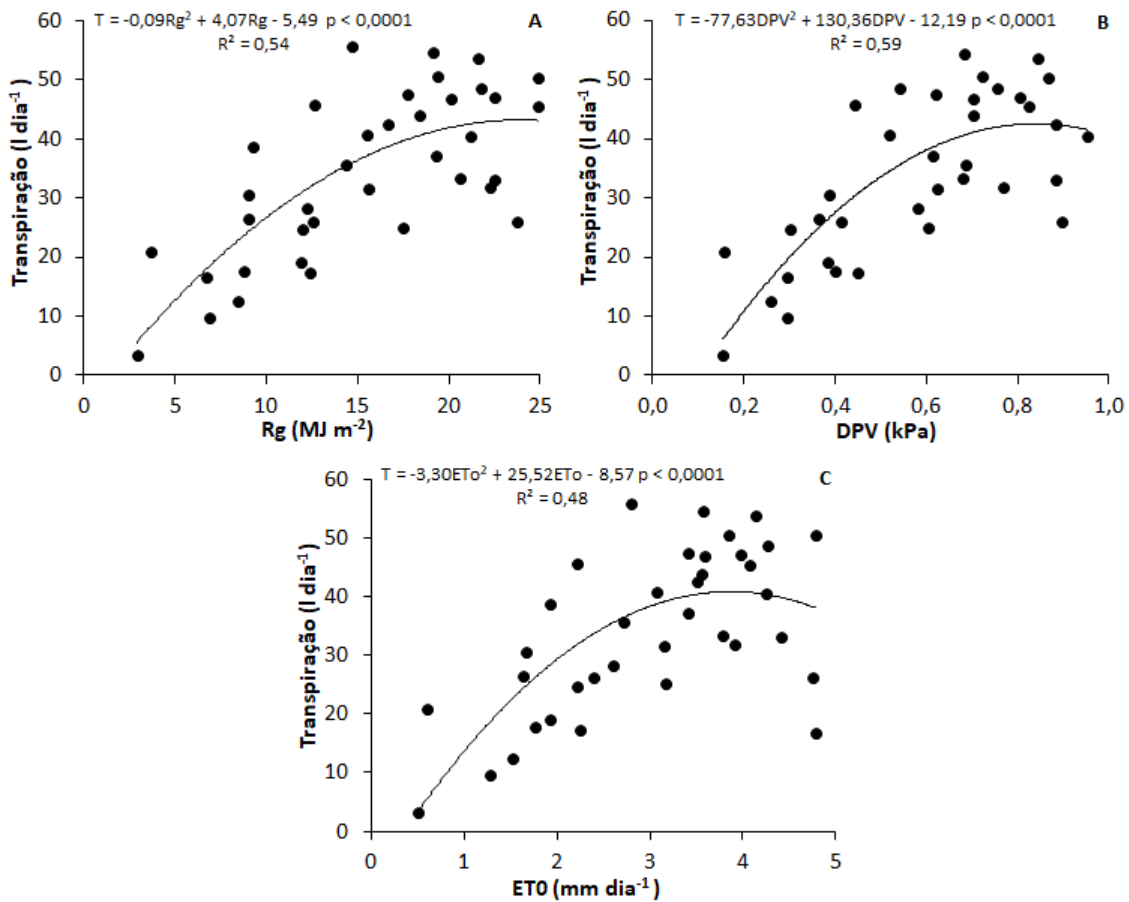 T = -0,09Rg² + 4,07Rg - 5,49 p < 0,0001
R² = 0,54
A
60
50
40
30
20
10
0
Transpiração (l dia⁻¹)
0 5 10 15 20 25
Rg (MJ m⁻²)
T = -77,63DPV² + 130,36DPV - 12,19 p < 0,0001
R² = 0,59
B
60
50
40
30
20
10
0
Transpiração (l dia⁻¹)
0,0 0,2 0,4 0,6 0,8 1,0
DPV (kPa)
T = -3,30ETo² + 25,52ETo - 8,57 p < 0,0001
R² = 0,48
C
60
50
40
30
20
10
0
Transpiração (l dia⁻¹)
0 1 2 3 4 5
ET0 (mm dia⁻¹)